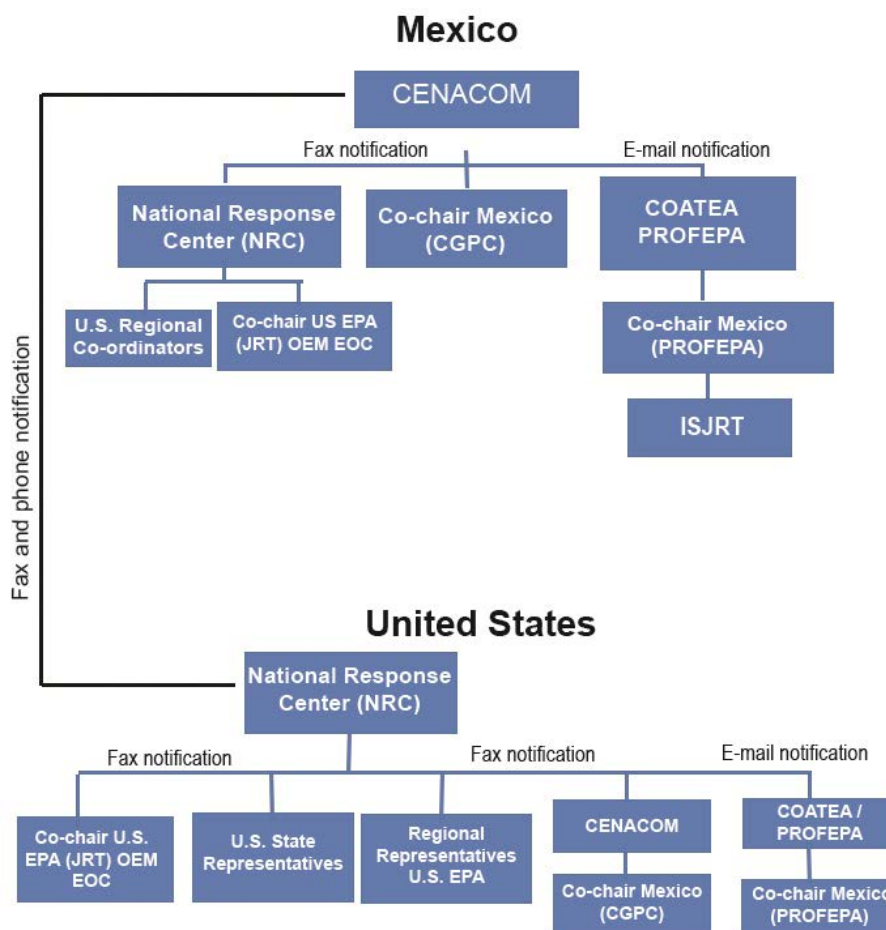 Mexico
CENACOM
Fax notification
E-mail notification
National Response
Center (NRC)
Co-chair Mexico
(CGPC)
COATEA
PROFEPA
U.S. Regional
Co-ordinators
Co-chair US EPA
(JRT) OEM EOC
Co-chair Mexico
(PROFEPA)
ISJRT
Fax and phone notification
United States
National Response
Center (NRC)
Fax notification
Fax notification
E-mail notification
Co-chair U.S.
EPA (JRT) OEM
EOC
U.S. State
Representatives
Regional
Representatives
U.S. EPA
CENACOM
COATEA /
PROFEPA
Co-chair Mexico
(CGPC)
Co-chair Mexico
(PROFEPA)